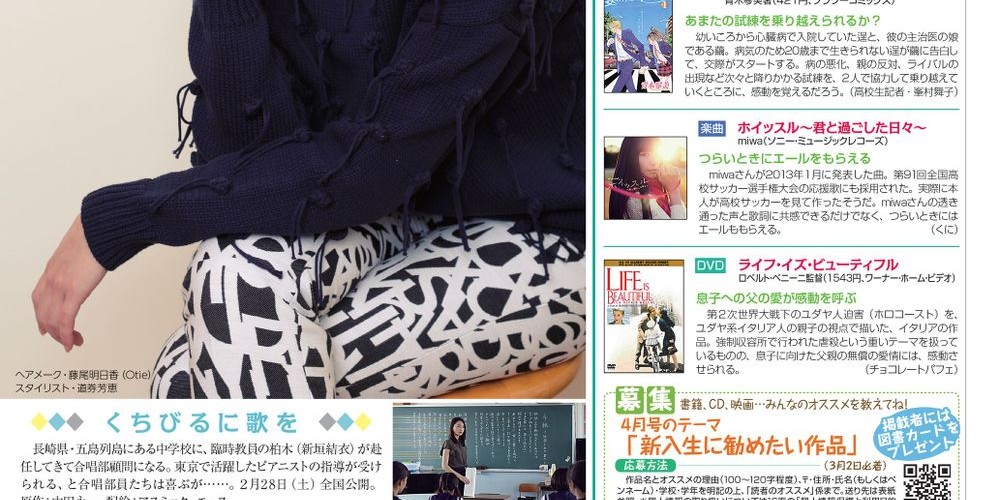 ヘアメーク・藤尾明日香(Otie)
スタイリスト・道券芳恵
くちびるに歌を
長崎県・五島列島にある中学校に、臨時教員の柏木(新垣結衣)が赴
任してきて合唱部顧問になる。東京で活躍したピアニストの指導が受け
られる、と合唱部員たちは喜ぶが……。2月28日(土)全国公開。
あまたの試練を乗り越えられるか?
幼いころから心臓病で入院していた逞と、彼の主治医の娘
である繭。病気のため20歳まで生きられない逞が繭に告白し
て、交際がスタートする。病の悪化、親の反対、ライバルの
出現など次々と降りかかる試練を、2人で協力して乗り越えて
いくところに、感動を覚えるだろう。(高校生記者・峯村舞子)
楽曲 ホイッスル〜君と過ごした日々〜
miwa(ソニー・ミュージックレコーズ)
つらいときにエールをもらえる
miwaさんが2013年1月に発表した曲。第91回全国高
校サッカー選手権大会の応援歌にも採用された。実際に本
人が高校サッカーを見て作ったそうだ。miwaさんの透き
通った声と歌詞に共感できるだけでなく、つらいときには
エールももらえる。 (くに)
DVD ライフ・イズ・ビューティフル
ロベルト・ベニーニ監督(1543円、ワーナー・ホーム・ビデオ)
LIFE IS
BEAUTIFUL
息子への父の愛が感動を呼ぶ
第2次世界大戦下のユダヤ人迫害(ホロコースト)を、
ユダヤ系イタリア人の親子の視点で描いた、イタリアの作
品。強制収容所で行われた虐殺という重いテーマを扱って
いるものの、息子に向けた父親の無償の愛情には、感動さ
せられる。 (チョコレートパフェ)
募集 書籍、CD、映画…みんなのオススメを教えてね!
4月号のテーマ
「新入生に勧めたい作品」
掲載者には
図書カードを
プレゼント
応募方法 (3月2日必着)
作品名とオススメの理由(100〜120字程度)、〒・住所・氏名(もしくはペ
ンネーム)・学校・学年を明記の上、「読者のオススメ」係まで。送り先は表紙